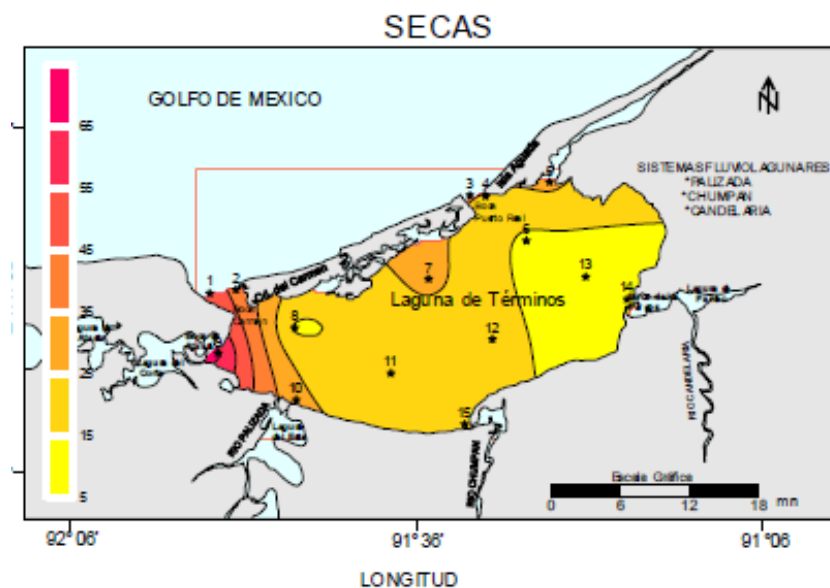 SECAS
GOLFO DE MEXICO
N
SISTEMAS FLUVIOLAGUNARES
*PALIZADA
*CHUMPAN
*CANDELARIA
65
55
45
35
25
15
5
Isla Aguada
3
4
9
Boca
Puerto Real
5
1
2
Cd. del Carmen
7
13
14
Laguna de Términos
8
12
6
11
10
15
RIO PALIZADA
RIO CHUMPAN
RIO CANDELARIA
Escala Gráfica
0
6
12
18
mn
92°06'
91°36'
91°06
LONGITUD